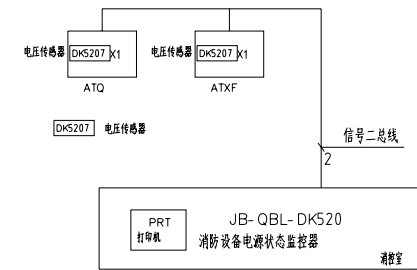 电压传感器 DK5207 X1 电压传感器 DK5207 X1
ATQ ATXF
DK5207 电压传感器
信号二总线
2
PRT
打印机
JB-QBL-DK520
消防设备电源状态监控器
消控室